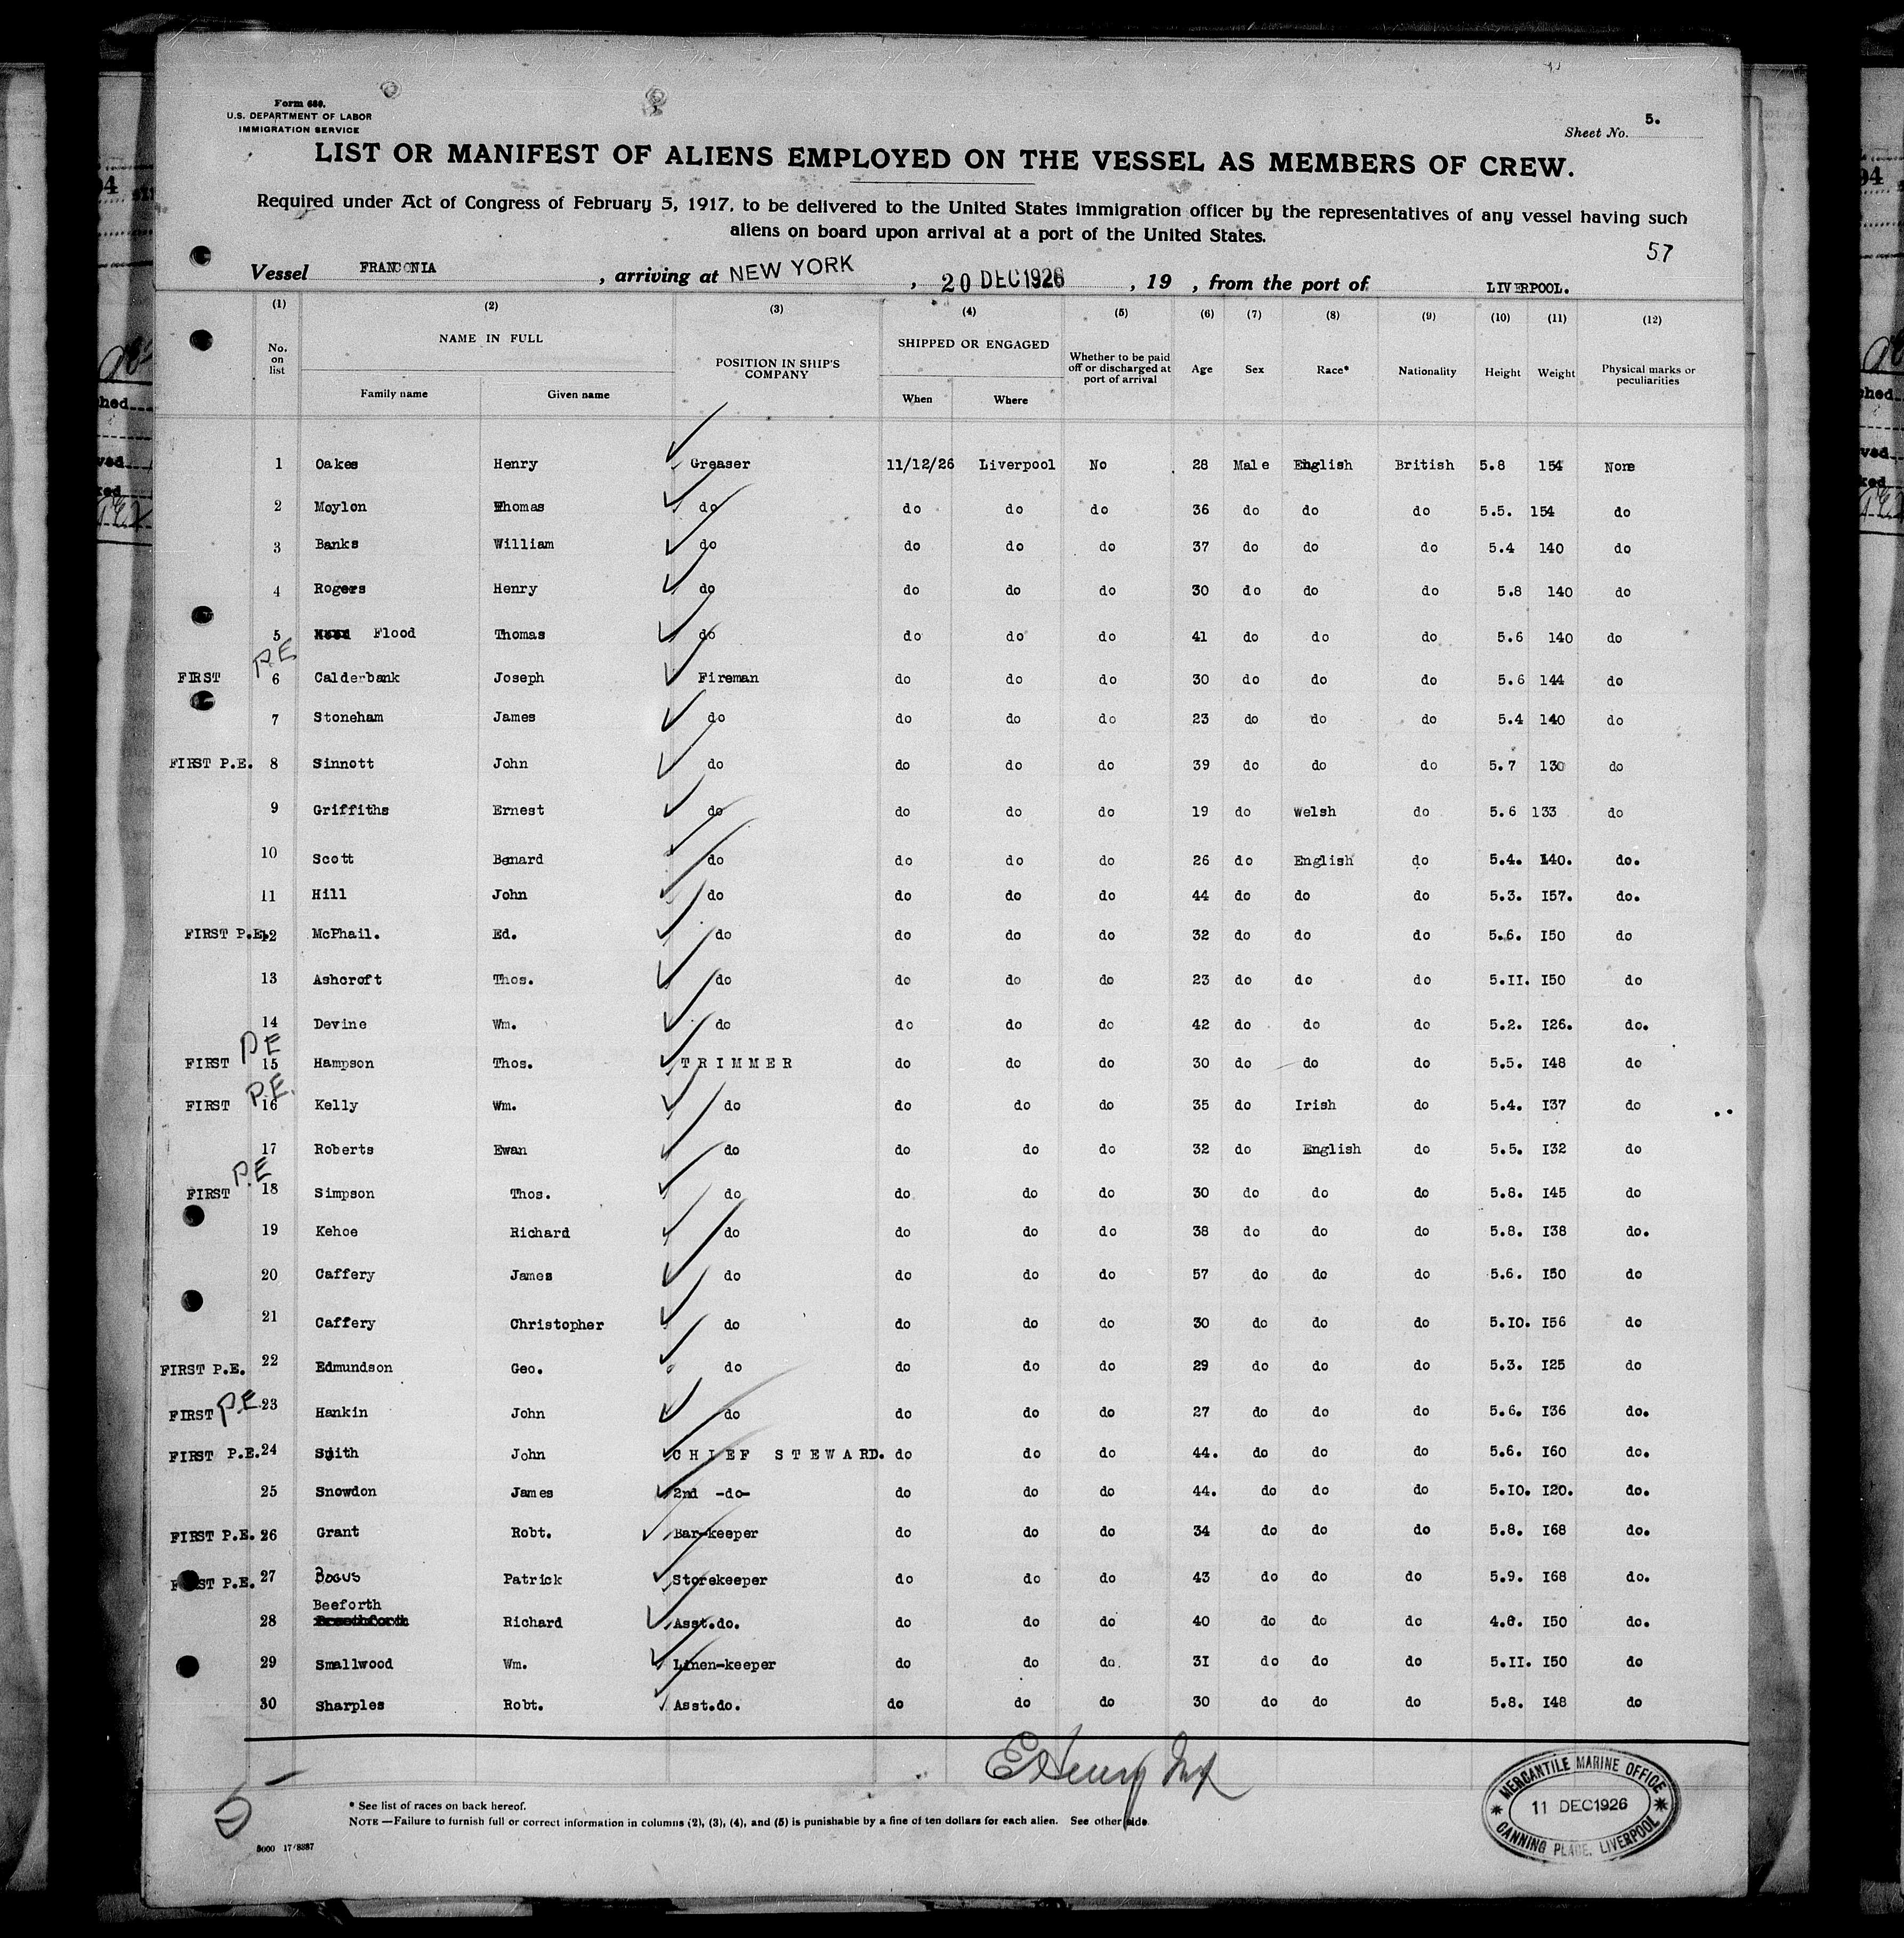 Form 680.
U.S. DEPARTMENT OF LABOR
IMMIGRATION SERVICE
Sheet No. 5.
LIST OR MANIFEST OF ALIENS EMPLOYED ON THE VESSEL AS MEMBERS OF CREW.
Required under Act of Congress of February 5, 1917, to be delivered to the United States immigration officer by the representatives of any vessel having such
aliens on board upon arrival at a port of the United States.
57
Vessel FRANCONIA , arriving at NEW YORK , 20 DEC 1926 , 19 , from the port of LIVERPOOL.
(1) (2) (3) (4) (5) (6) (7) (8) (9) (10) (11) (12)
No. on list NAME IN FULL POSITION IN SHIP'S COMPANY SHIPPED OR ENGAGED Whether to be paid off or discharged at port of arrival Age Sex Race* Nationality Height Weight Physical marks or peculiarities
Family name Given name When Where
1 Oakes Henry Greaser 11/12/26 Liverpool No 28 Male English British 5.8 154 None
2 Moylon Thomas do do do do 36 do do do 5.5. 154 do
3 Banks William do do do do 37 do do do 5.4 140 do
4 Rogers Henry do do do do 30 do do do 5.8 140 do
5 Flood Thomas do do do do 41 do do do 5.6 140 do
FIRST P.E 6 Calderbank Joseph Fireman do do do 30 do do do 5.6 144 do
7 Stoneham James do do do do 23 do do do 5.4 140 do
FIRST P.E. 8 Sinnott John do do do do 39 do do do 5.7 130 do
9 Griffiths Ernest do do do do 19 do Welsh do 5.6 133 do
10 Scott Benard do do do do 26 do English do 5.4. 140. do.
11 Hill John do do do do 44 do do do 5.3. I57. do.
FIRST P.E. 12 McPhail. Ed. do do do do 32 do do do 5.6. I50 do
13 Ashcroft Thos. do do do do 23 do do do 5.II. I50 do
14 Devine Wm. do do do do 42 do do do 5.2. I26. do.
FIRST PE 15 Hampson Thos. TRIMMER do do do 30 do do do 5.5. I48 do
FIRST P.E. 16 Kelly Wm. do do do do 35 do Irish do 5.4. I37 do
17 Roberts Ewan do do do do 32 do English do 5.5. I32 do
FIRST P.E 18 Simpson Thos. do do do do 30 do do do 5.8. I45 do
19 Kehoe Richard do do do do 38 do do do 5.8. I38 do.
20 Caffery James do do do do 57 do do do 5.6. I50 do
21 Caffery Christopher do do do do 30 do do do 5.IO. I56 do
FIRST P.E. 22 Edmundson Geo. do do do do 29 do do do 5.3. I25 do
FIRST P.E. 23 Hankin John do do do do 27 do do do 5.6. I36 do.
FIRST P.E. 24 John CHIEF STEWARD. do do do 44. do do do 5.6. I60 do.
25 Snowdon James 2nd -do- do do do 44. do do do 5.IO. I20. do.
FIRST P.E. 26 Grant Robt. Bar-keeper do do do 34 do do do 5.8. I68 do.
FIRST P.E. 27 Patrick Storekeeper do do do 43 do do do 5.9. I68 do.
28 Beeforth Richard Asst.do. do do do 40 do do do I50 do.
29 Smallwood Wm. Linen-keeper do do do. 3I do do do 5.II. I50 do
30 Sharples Robt. Asst.do. do do do 30 do do do 5.8. I48 do
5
* See list of races on back hereof.
NOTE —Failure to furnish full or correct information in columns (2), (3), (4), and (5) is punishable by a fine of ten dollars for each alien. See other side.
MERCANTILE MARINE OFFICE
11 DEC 1926
CANNING PLACE, LIVERPOOL